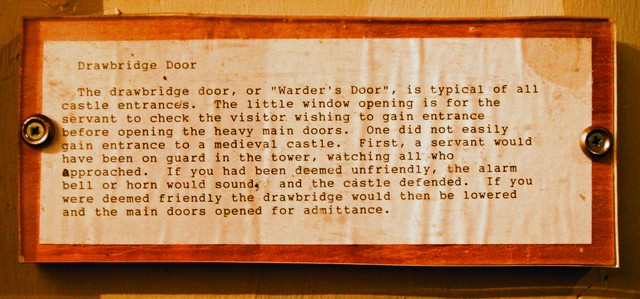 Drawbridge Door
The drawbridge door, or "Warder's Door", is typical of all
castle entrances. The little window opening is for the
servant to check the visitor wishing to gain entrance
before opening the heavy main doors. One did not easily
gain entrance to a medieval castle. First, a servant would
have been on guard in the tower, watching all who
approached. If you had been deemed unfriendly, the alarm
bell or horn would sound, and the castle defended. If you
were deemed friendly the drawbridge would then be lowered
and the main doors opened for admittance.